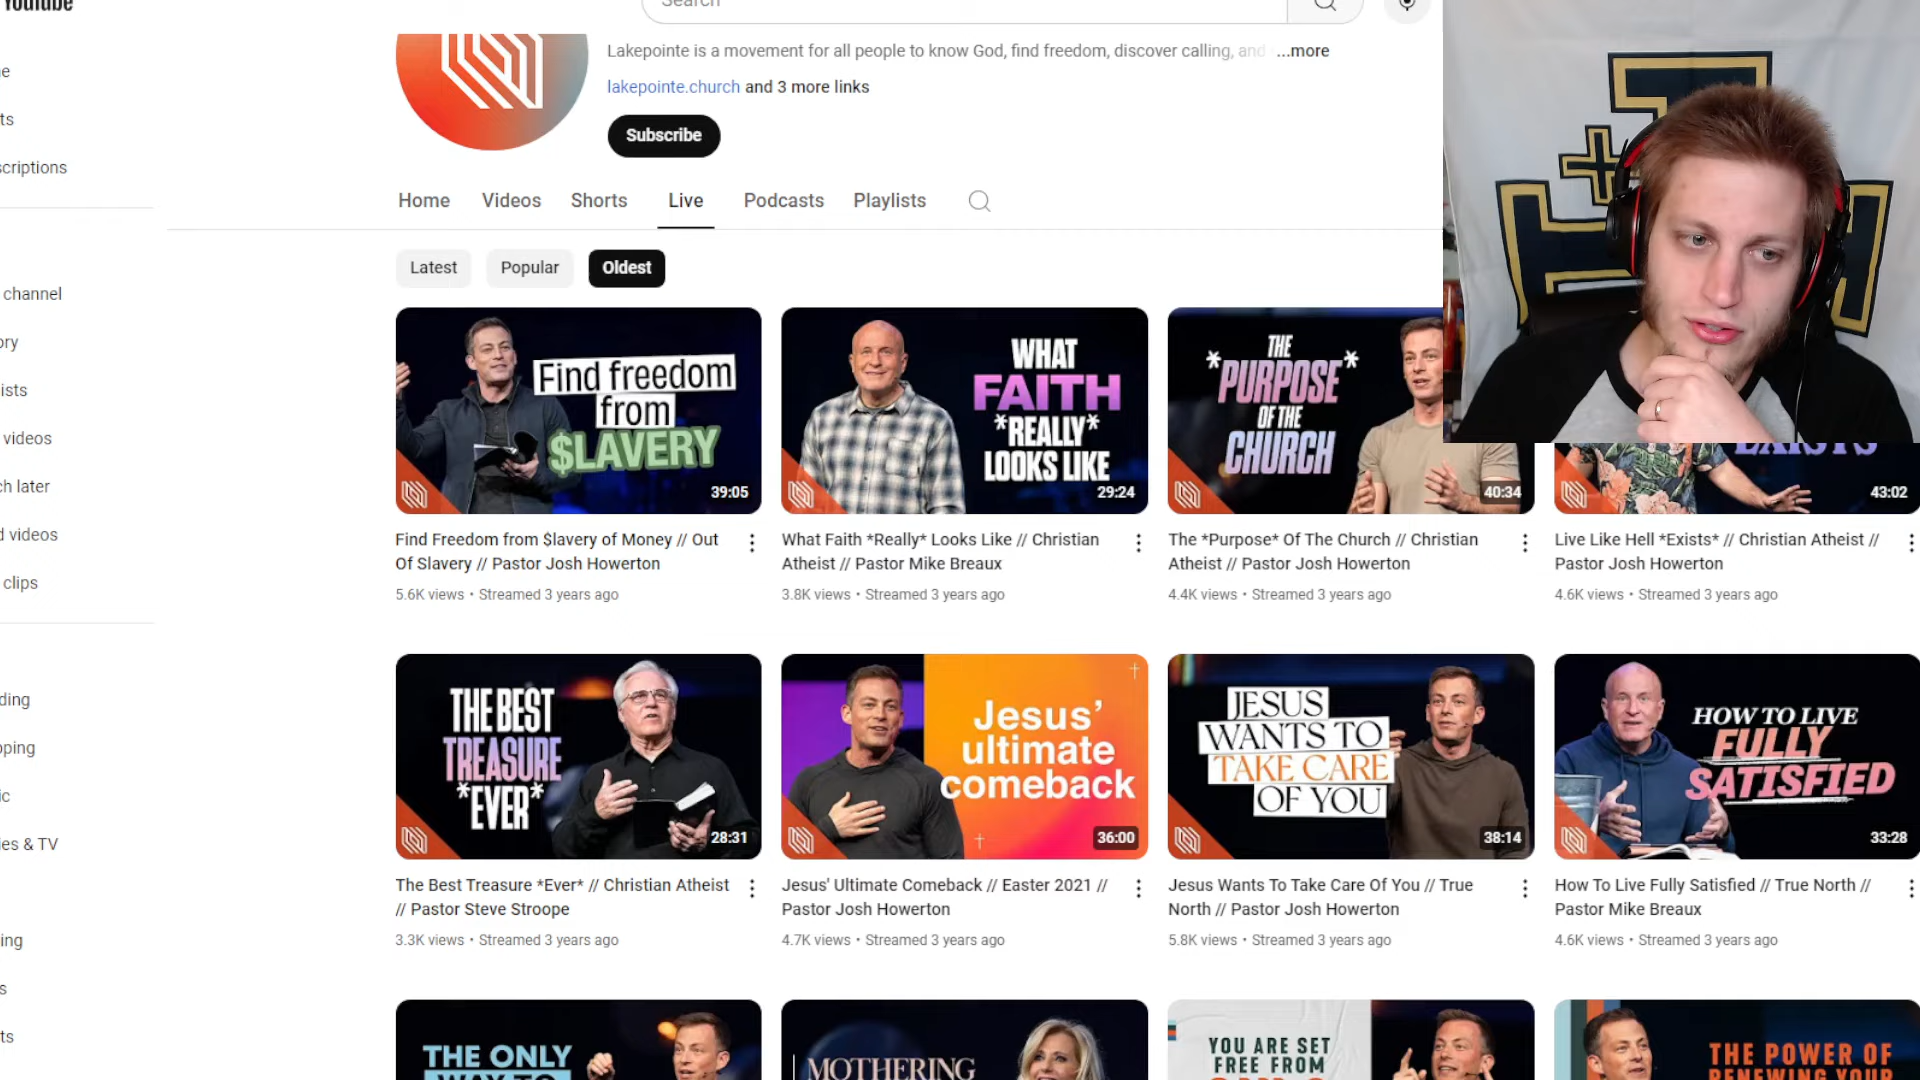 YouTube
Search
Lakepointe is a movement for all people to know God, find freedom, discover calling, and ...more
lakepointe.church and 3 more links
Subscribe
Home Videos Shorts Live Podcasts Playlists
Latest Popular Oldest
e
ts
scriptions
channel
ory
ists
videos
ch later
d videos
clips
ding
pping
ic
ies & TV
ing
s
ts
Find freedom
from
$LAVERY
39:05
WHAT
FAITH
*REALLY*
LOOKS LIKE
29:24
THE
*PURPOSE*
OF THE
CHURCH
40:34
EXISTS
43:02
Find Freedom from $lavery of Money // Out
Of Slavery // Pastor Josh Howerton
5.6K views • Streamed 3 years ago
What Faith *Really* Looks Like // Christian
Atheist // Pastor Mike Breaux
3.8K views • Streamed 3 years ago
The *Purpose* Of The Church // Christian
Atheist // Pastor Josh Howerton
4.4K views • Streamed 3 years ago
Live Like Hell *Exists* // Christian Atheist //
Pastor Josh Howerton
4.6K views • Streamed 3 years ago
THE BEST
TREASURE
*EVER*
28:31
Jesus'
ultimate
comeback
36:00
JESUS
WANTS TO
TAKE CARE
OF YOU
38:14
HOW TO LIVE
FULLY
SATISFIED
33:28
The Best Treasure *Ever* // Christian Atheist
// Pastor Steve Stroope
3.3K views • Streamed 3 years ago
Jesus' Ultimate Comeback // Easter 2021 //
Pastor Josh Howerton
4.7K views • Streamed 3 years ago
Jesus Wants To Take Care Of You // True
North // Pastor Josh Howerton
5.8K views • Streamed 3 years ago
How To Live Fully Satisfied // True North //
Pastor Mike Breaux
4.6K views • Streamed 3 years ago
THE ONLY
WAY TO
MOTHERING
YOU ARE SET
FREE FROM
THE POWER OF
RENEWING YOUR